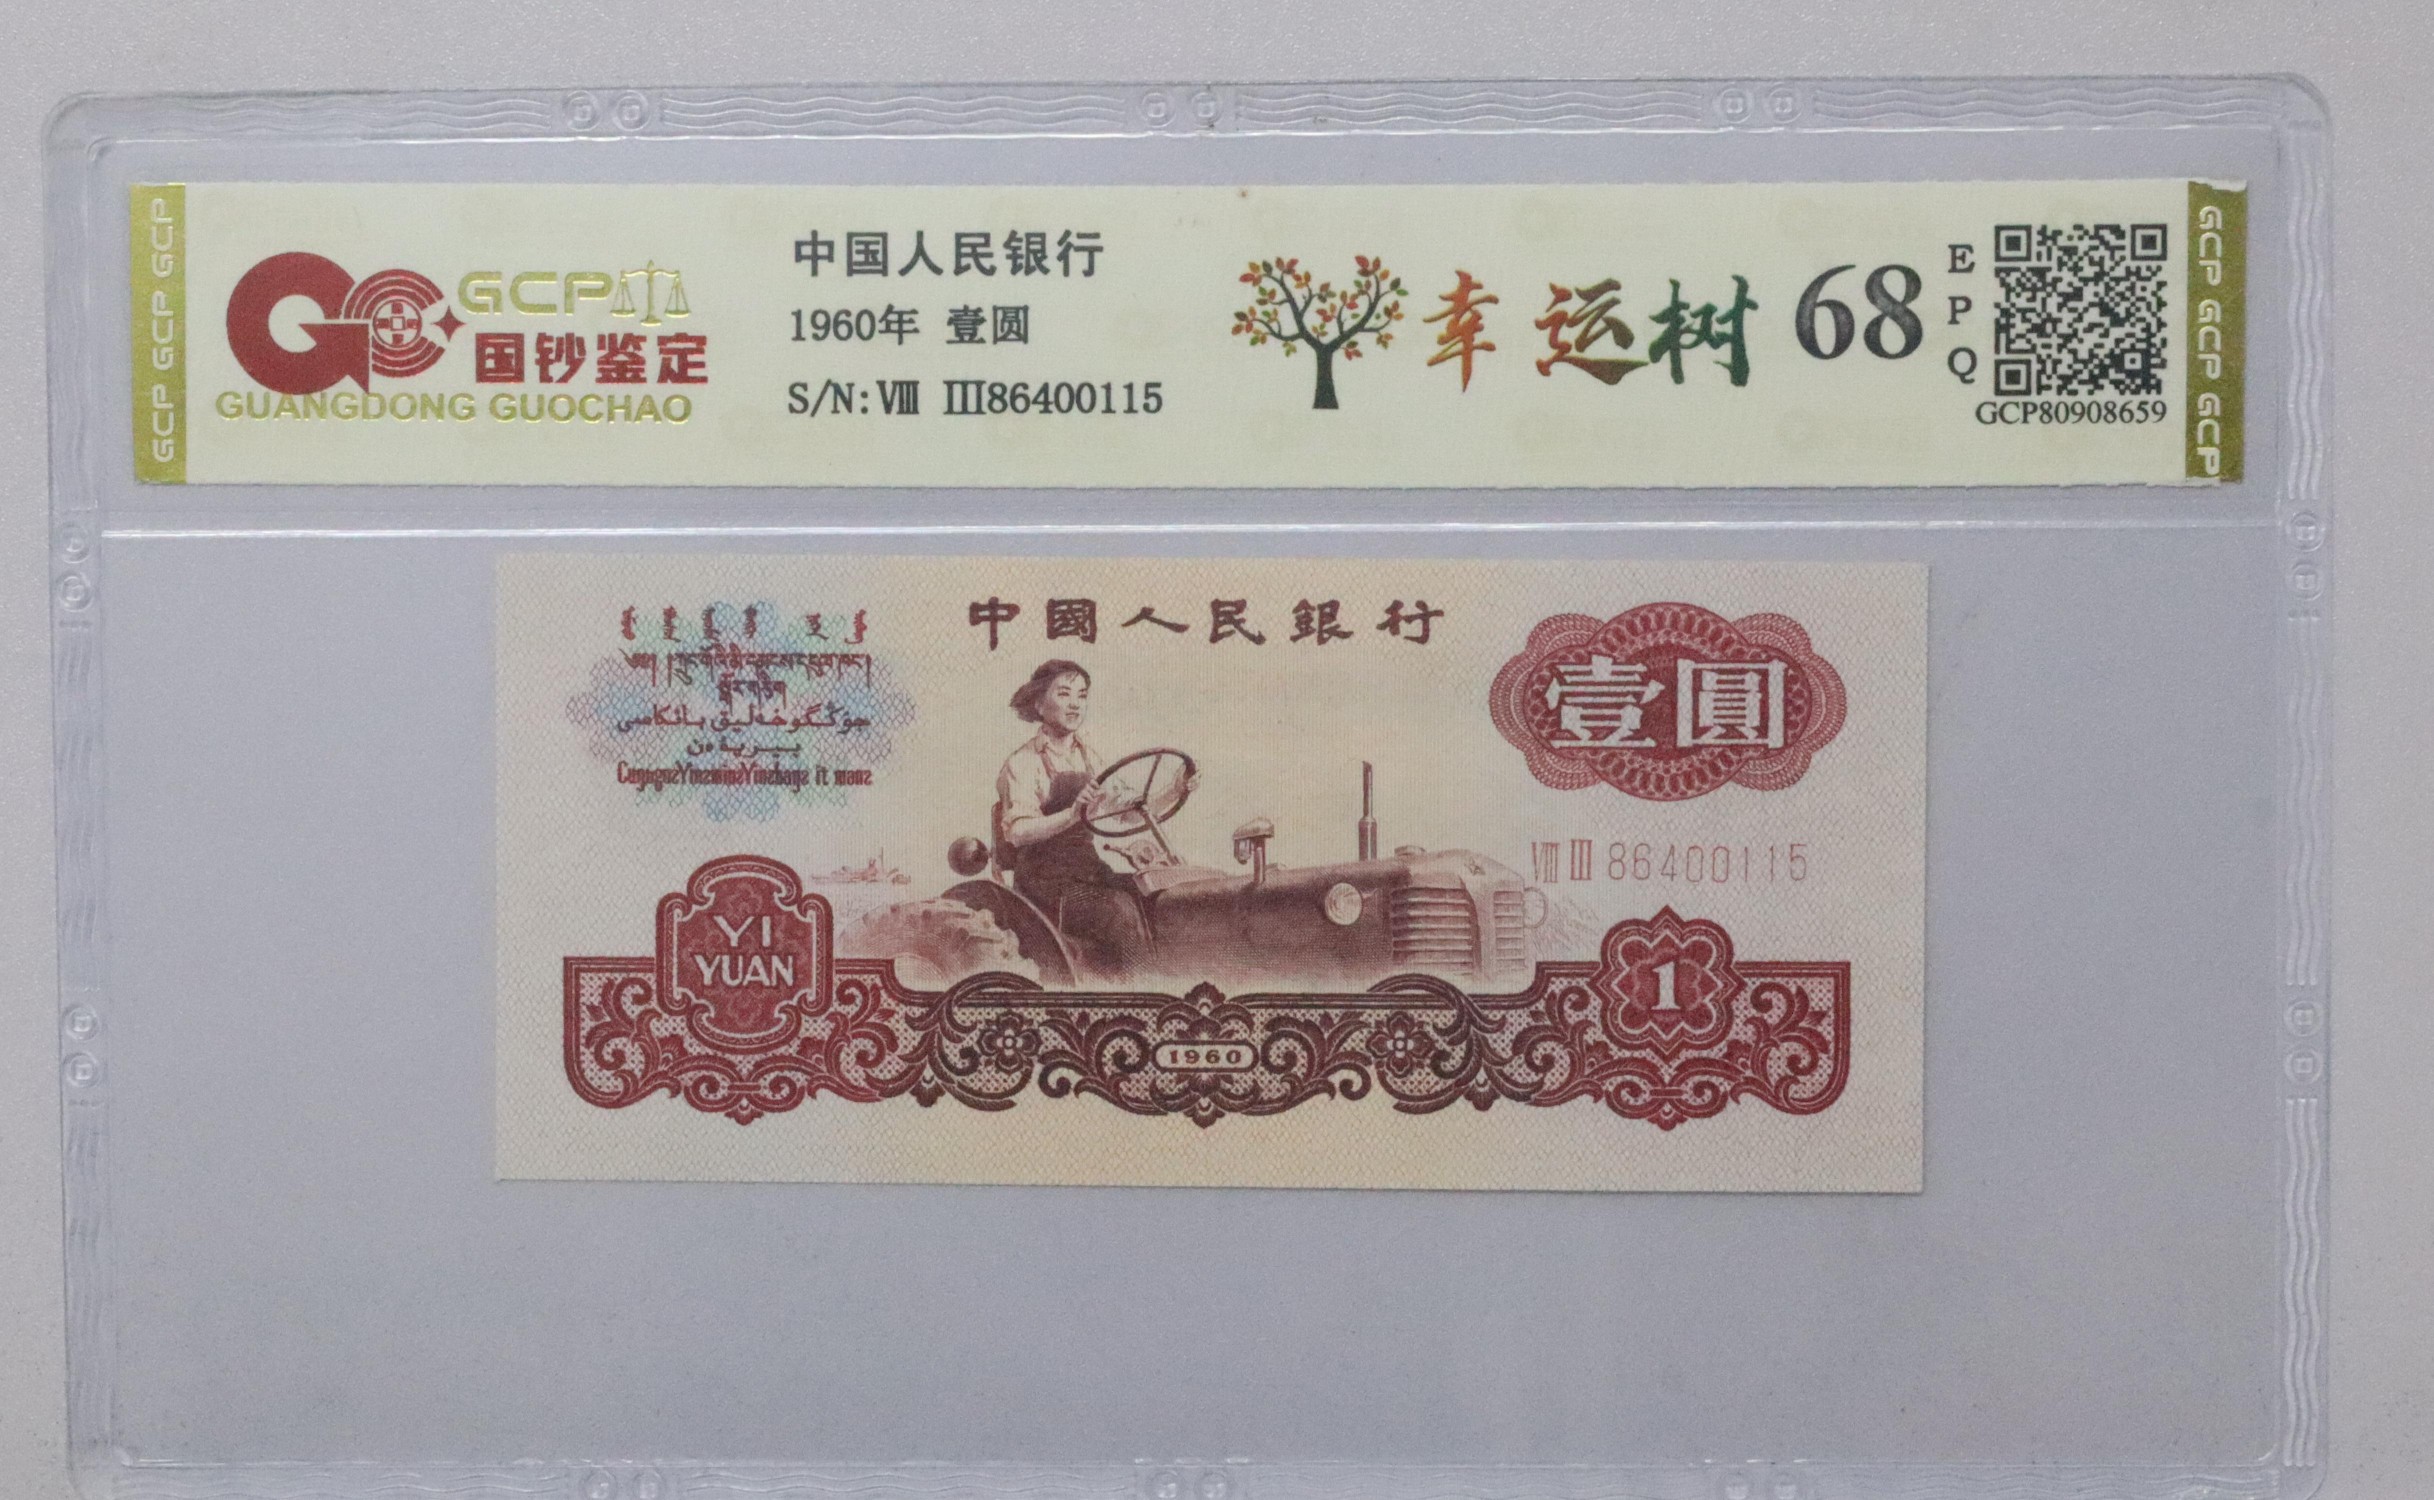 GCP GCP GCP
GCP
国钞鉴定
GUANGDONG GUOCHAO
中国人民银行
1960年 壹圆
S/N: Ⅷ Ⅲ86400115
幸运树
68
E
P
Q
GCP80908659
GCP GCP GCP
中國人民銀行
壹圓
Ⅷ Ⅲ 86400115
YI
YUAN
1960
1